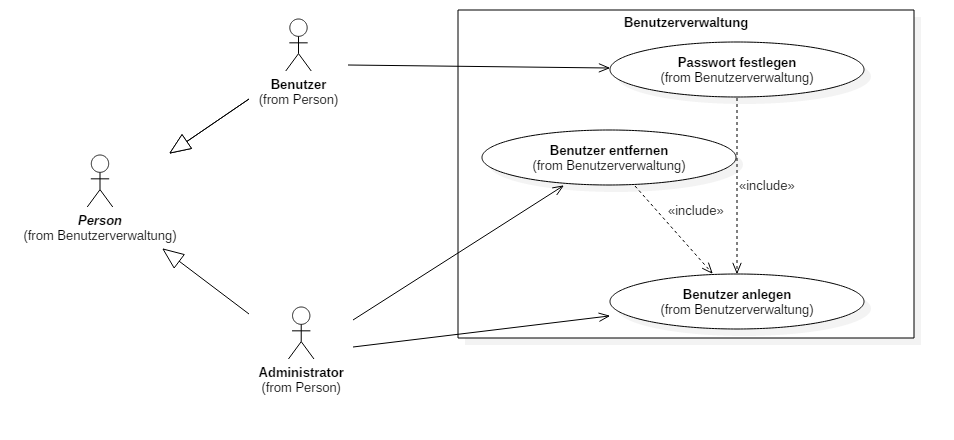 Benutzerverwaltung
Passwort festlegen
(from Benutzerverwaltung)
Benutzer
(from Person)
Benutzer entfernen
(from Benutzerverwaltung)
«include»
«include»
Person
(from Benutzerverwaltung)
Benutzer anlegen
(from Benutzerverwaltung)
Administrator
(from Person)